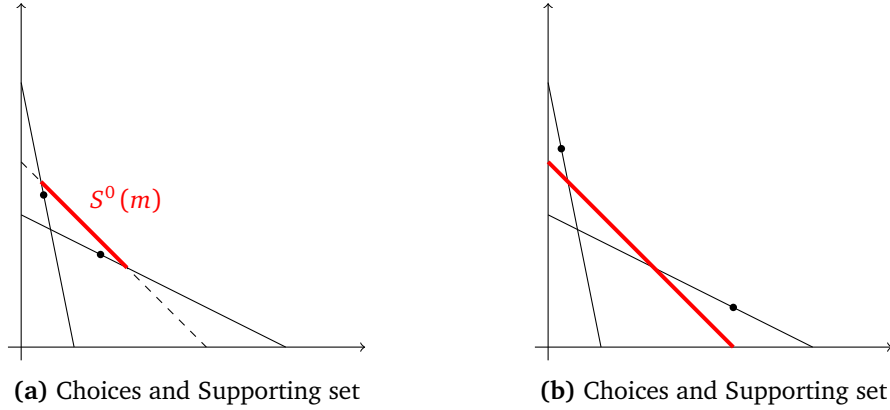 S⁰(m)
(a) Choices and Supporting set
(b) Choices and Supporting set